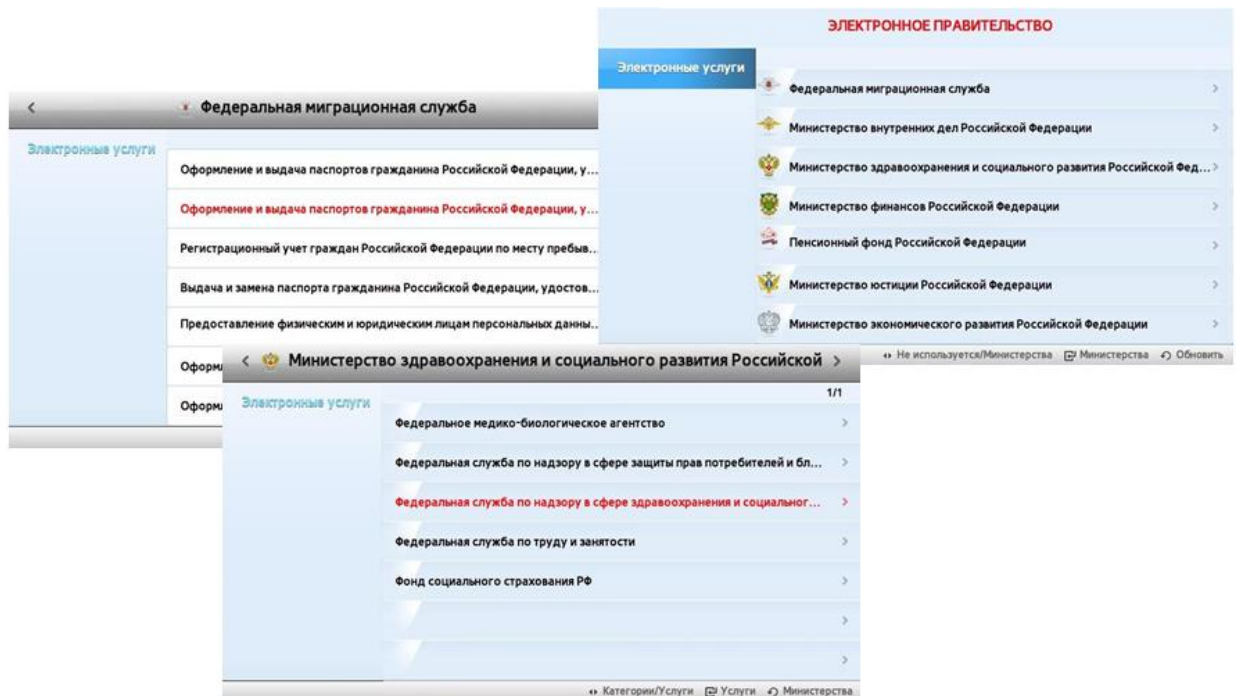 ЭЛЕКТРОННОЕ ПРАВИТЕЛЬСТВО
Электронные услуги
Федеральная миграционная служба
Министерство внутренних дел Российской Федерации
Министерство здравоохранения и социального развития Российской Фед...
Министерство финансов Российской Федерации
Пенсионный фонд Российской Федерации
Министерство юстиции Российской Федерации
Министерство экономического развития Российской Федерации
Не используется/Министерства Министерства Обновить
Федеральная миграционная служба
Электронные услуги
Оформление и выдача паспортов гражданина Российской Федерации, у...
Оформление и выдача паспортов гражданина Российской Федерации, у...
Регистрационный учет граждан Российской Федерации по месту пребыв...
Выдача и замена паспорта гражданина Российской Федерации, удостов...
Предоставление физическим и юридическим лицам персональных данны...
Оформ
Оформ
Министерство здравоохранения и социального развития Российской
1/1
Электронные услуги
Федеральное медико-биологическое агентство
Федеральная служба по надзору в сфере защиты прав потребителей и бл...
Федеральная служба по надзору в сфере здравоохранения и социальног...
Федеральная служба по труду и занятости
Фонд социального страхования РФ
Категории/Услуги Услуги Министерства